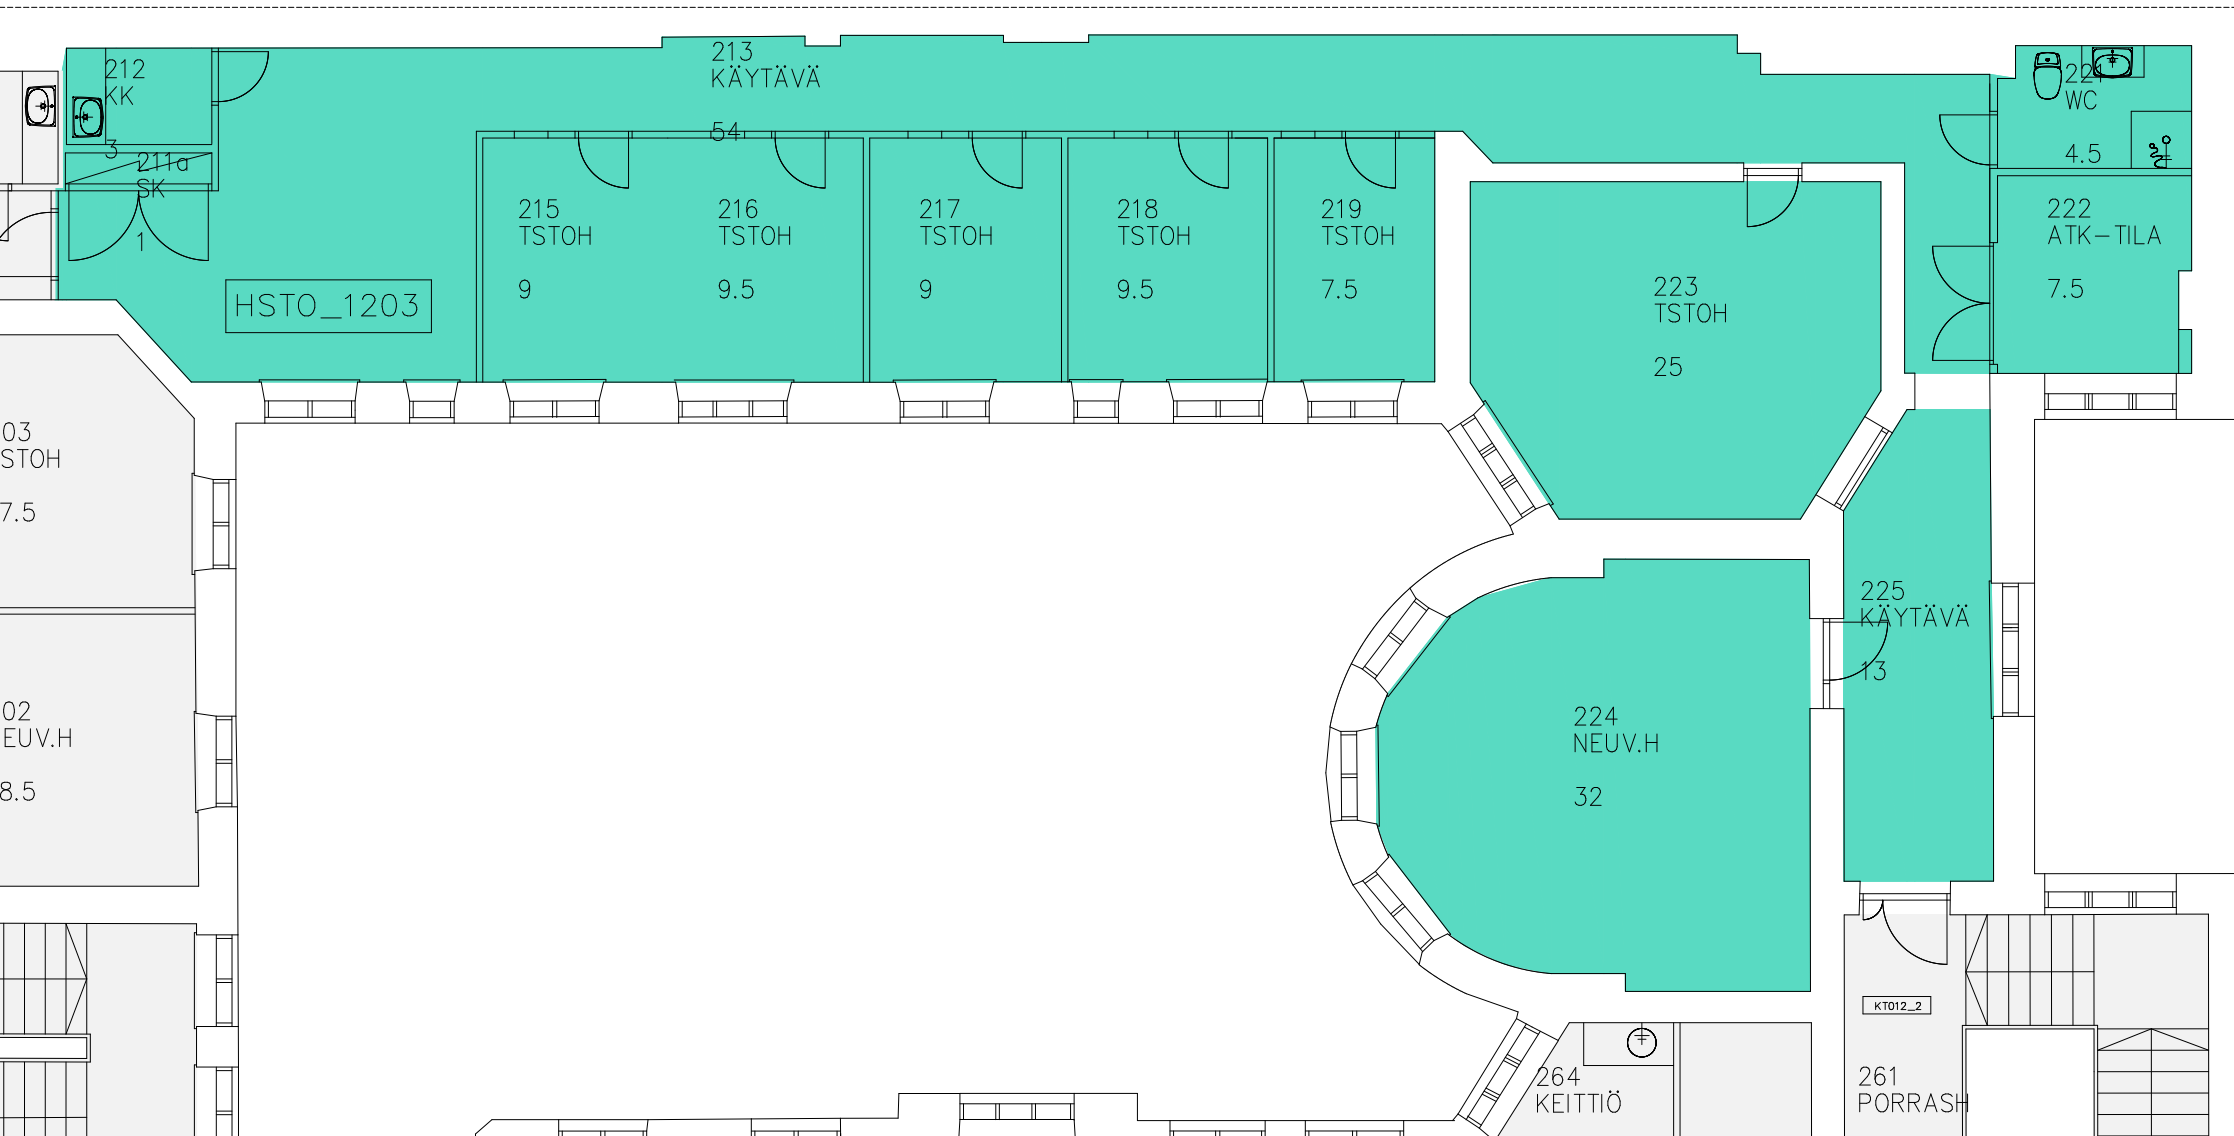 213
KÄYTÄVÄ
54
212
KK
3
211a
SK
1
HSTO_1203
215
TSTOH
9
216
TSTOH
9.5
217
TSTOH
9
218
TSTOH
9.5
219
TSTOH
7.5
221
WC
4.5
222
ATK-TILA
7.5
223
TSTOH
25
03
STOH
7.5
02
EUV.H
8.5
225
KÄYTÄVÄ
13
224
NEUV.H
32
KT012_2
264
KEITTIÖ
261
PORRASH